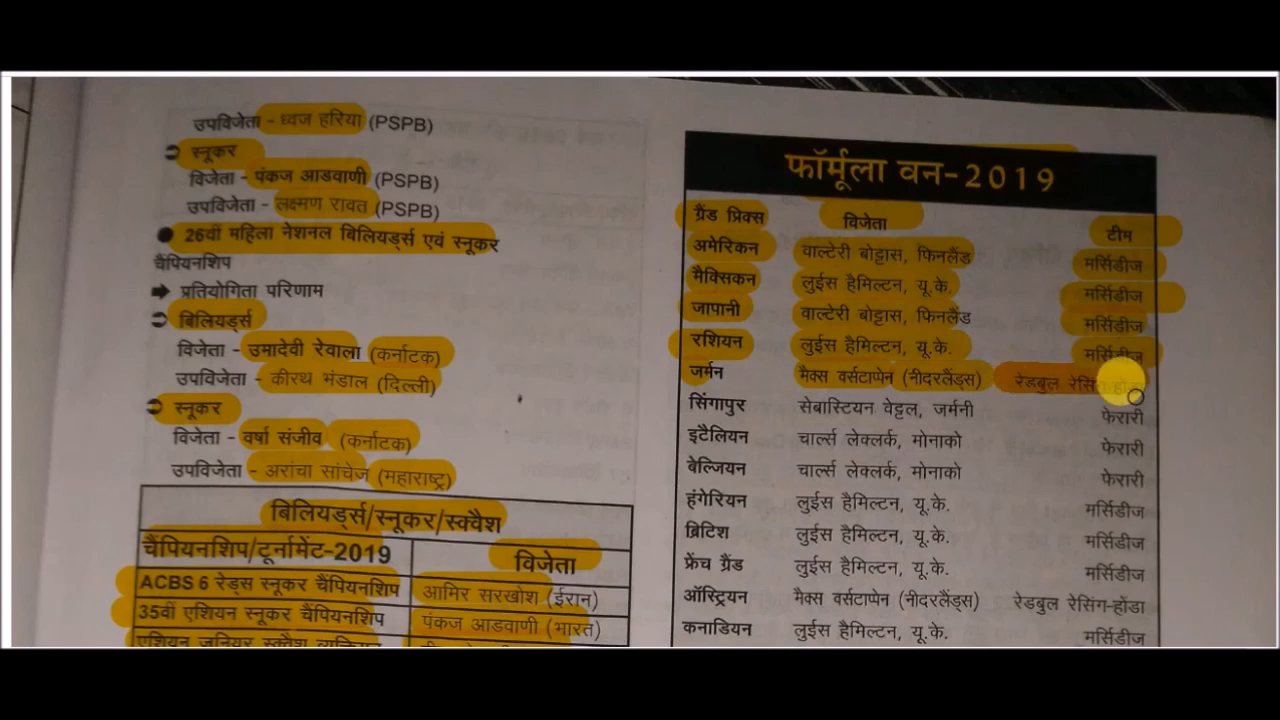 उपविजेता - ध्वज हरिया (PSPB)
स्नूकर
विजेता - पंकज आडवाणी (PSPB)
उपविजेता - लक्ष्मण रावत (PSPB)
26वीं महिला नेशनल बिलियर्ड्स एवं स्नूकर
चैंपियनशिप
प्रतियोगिता परिणाम
बिलियर्ड्स
विजेता - उमादेवी रेवाला (कर्नाटक)
उपविजेता - कीरथ भंडाल (दिल्ली)
स्नूकर
विजेता - वर्षा संजीव (कर्नाटक)
उपविजेता - अरांचा सांचेज (महाराष्ट्र)
बिलियर्ड्स/स्नूकर/स्क्वैश
चैंपियनशिप/टूर्नामेंट-2019 विजेता
ACBS 6 रेड्स स्नूकर चैंपियनशिप आमिर सरखोश (ईरान)
35वीं एशियन स्नूकर चैंपियनशिप पंकज आडवाणी (भारत)
एशियन जूनियर स्क्वैश
फॉर्मूला वन-2019
ग्रैंड प्रिक्स विजेता टीम
अमेरिकन वाल्टेरी बोट्टास, फिनलैंड मर्सिडीज
मैक्सिकन लुईस हैमिल्टन, यू.के. मर्सिडीज
जापानी वाल्टेरी बोट्टास, फिनलैंड मर्सिडीज
रशियन लुईस हैमिल्टन, यू.के. मर्सिडीज
जर्मन मैक्स वर्सटाप्पेन (नीदरलैंड्स) रेडबुल रेसिंग-होंडा
सिंगापुर सेबास्टियन वेट्टल, जर्मनी फेरारी
इटैलियन चार्ल्स लेक्लर्क, मोनाको फेरारी
बेल्जियन चार्ल्स लेक्लर्क, मोनाको फेरारी
हंगेरियन लुईस हैमिल्टन, यू.के. मर्सिडीज
ब्रिटिश लुईस हैमिल्टन, यू.के. मर्सिडीज
फ्रेंच ग्रैंड लुईस हैमिल्टन, यू.के. मर्सिडीज
ऑस्ट्रियन मैक्स वर्सटाप्पेन (नीदरलैंड्स) रेडबुल रेसिंग-होंडा
कनाडियन लुईस हैमिल्टन, यू.के. मर्सिडीज